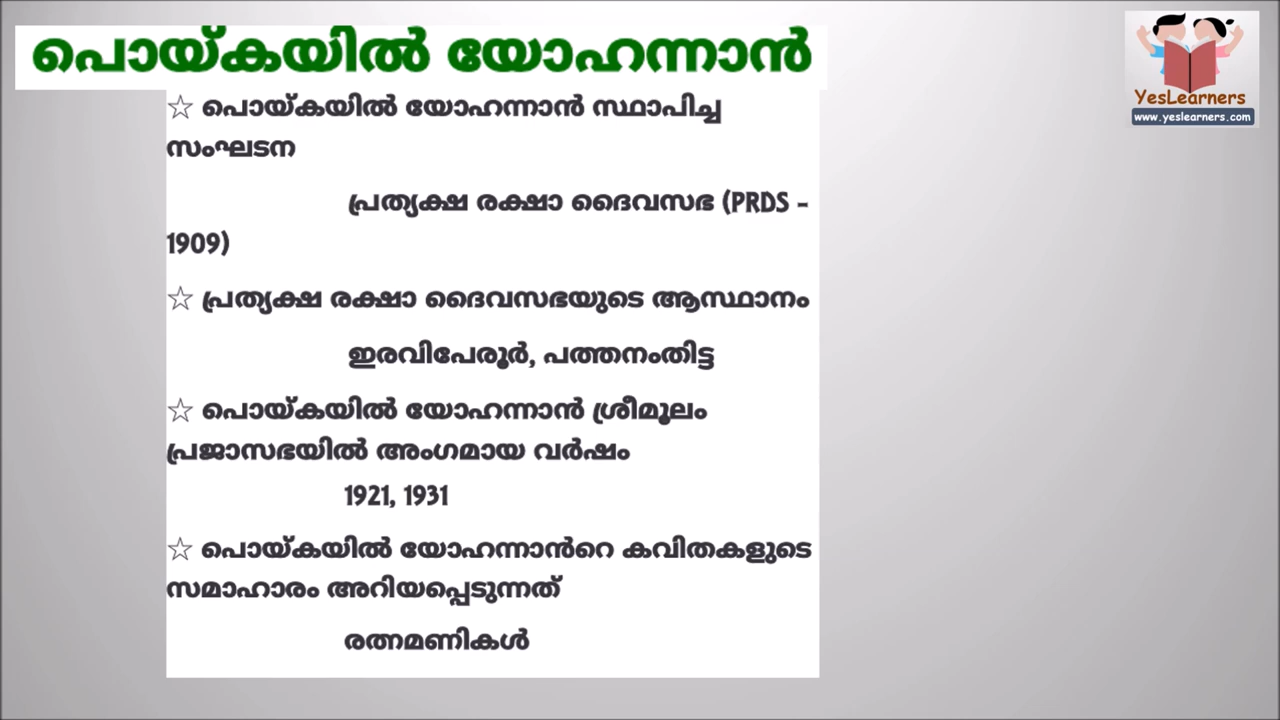 പൊയ്കയിൽ യോഹന്നാൻ
YesLearners
www.yeslearners.com
☆ പൊയ്കയിൽ യോഹന്നാൻ സ്ഥാപിച്ച
സംഘടന
പ്രത്യക്ഷ രക്ഷാ ദൈവസഭ (PRDS –
1909)
☆ പ്രത്യക്ഷ രക്ഷാ ദൈവസഭയുടെ ആസ്ഥാനം
ഇരവിപേരൂർ, പത്തനംതിട്ട
☆ പൊയ്കയിൽ യോഹന്നാൻ ശ്രീമൂലം
പ്രജാസഭയിൽ അംഗമായ വർഷം
1921, 1931
☆ പൊയ്കയിൽ യോഹന്നാൻറെ കവിതകളുടെ
സമാഹാരം അറിയപ്പെടുന്നത്
രത്നമണികൾ